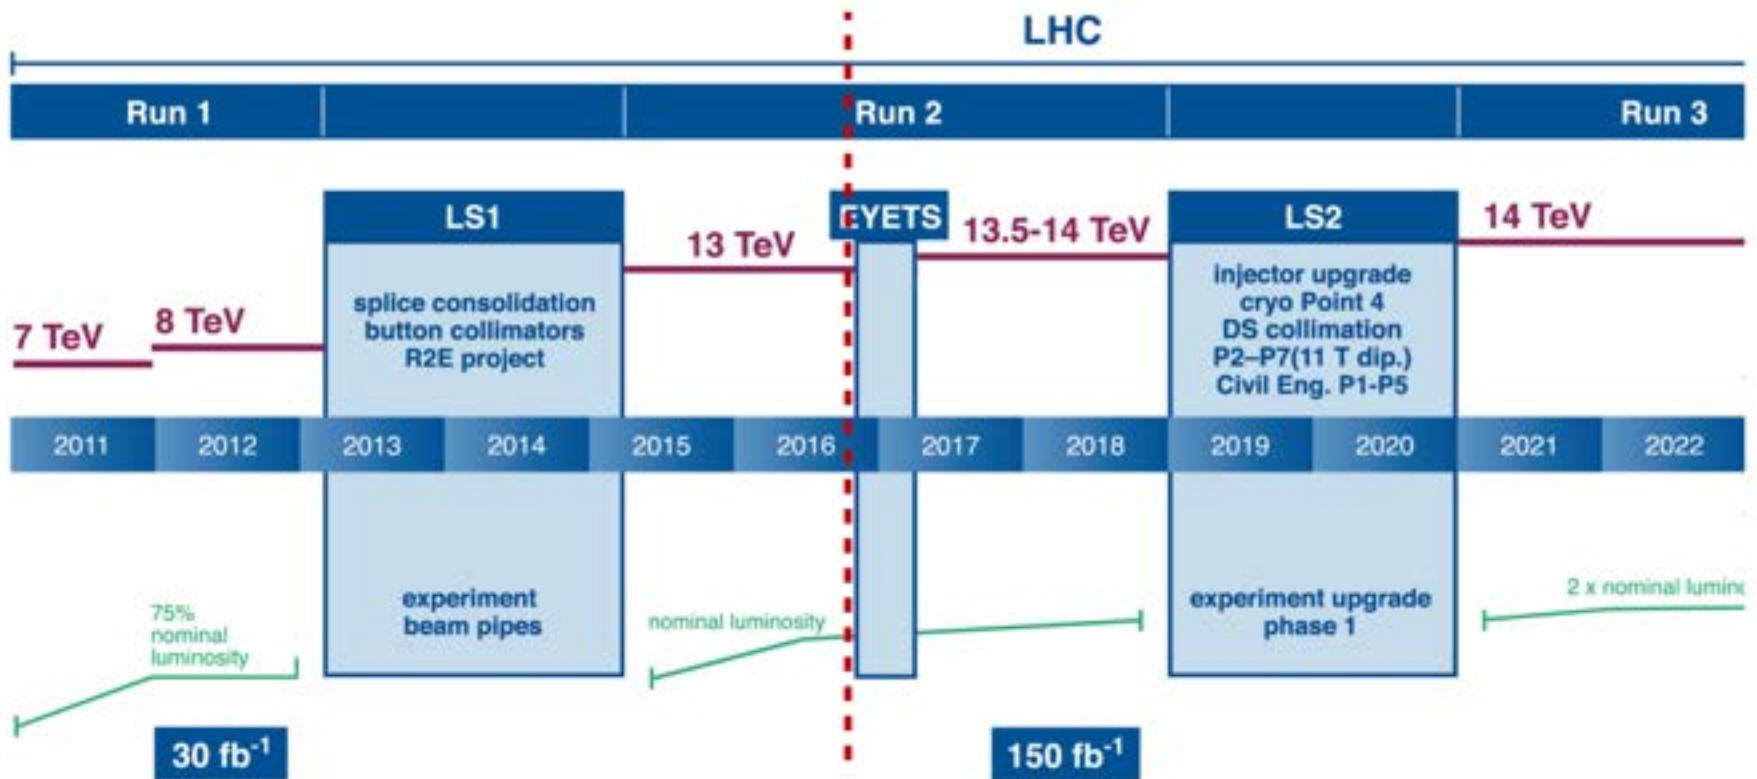 LHC
Run 1
Run 2
Run 3
LS1
EYETS
LS2
7 TeV
8 TeV
13 TeV
13.5-14 TeV
14 TeV
splice consolidation
button collimators
R2E project
injector upgrade
cryo Point 4
DS collimation
P2–P7(11 T dip.)
Civil Eng. P1-P5
2011 2012 2013 2014 2015 2016 2017 2018 2019 2020 2021 2022
75%
nominal
luminosity
experiment
beam pipes
nominal luminosity
experiment upgrade
phase 1
2 x nominal lumino
30 fb⁻¹
150 fb⁻¹